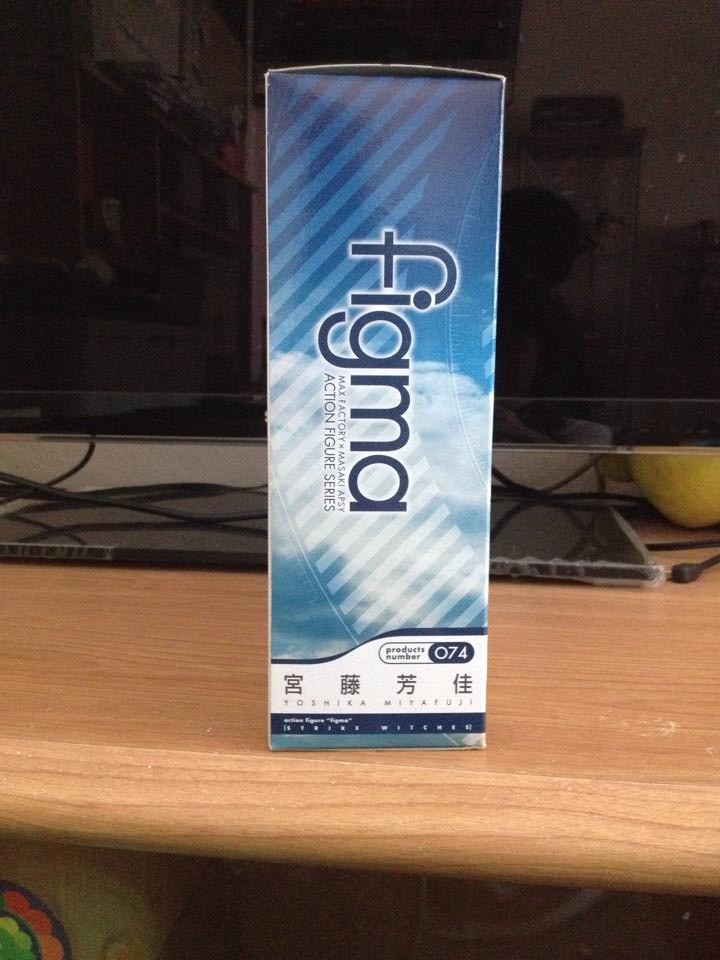 figma
MAX FACTORY × MASAKI APSY
ACTION FIGURE SERIES
products
number 074
宮藤芳佳
YOSHIKA MIYAFUJI
action figure "figma"
[STRIKE WITCHES]